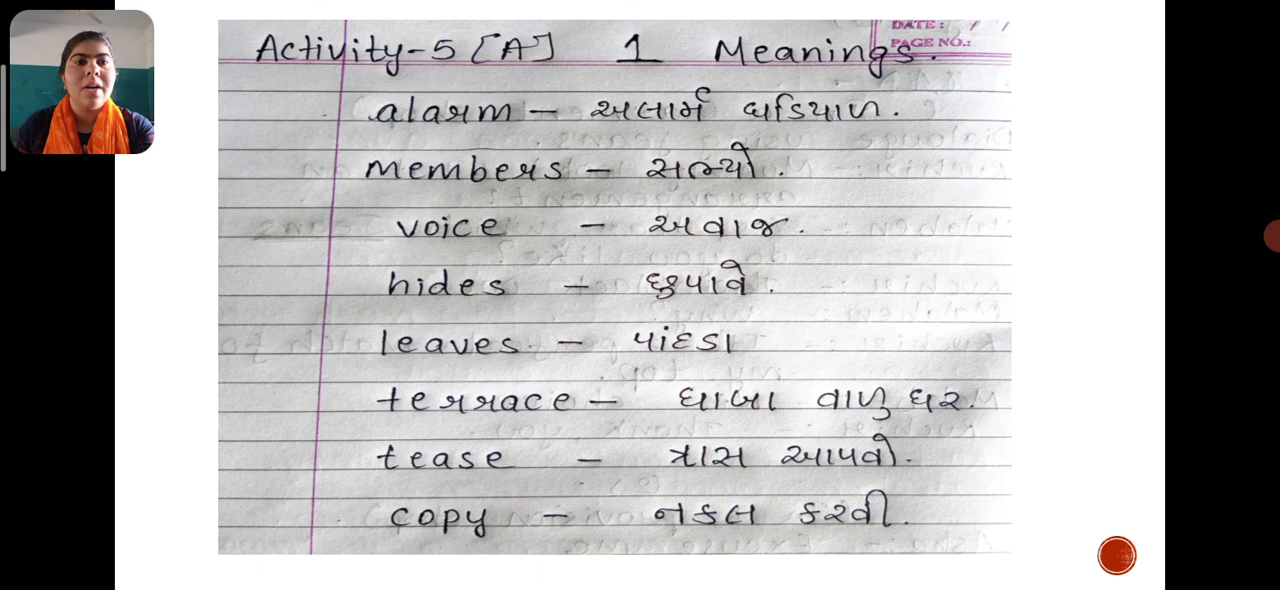 DATE: / /
PAGE NO.:
Activity-5 [A] 1 Meanings.
alarm - અલાર્મ ઘડિયાળ.
members - સભ્યો.
voice - અવાજ.
hides - છુપાવે.
leaves - પાંદડા
terrace - ધાબા વાળુ ઘર.
tease - ત્રાસ આપવો.
copy - નકલ કરવી.